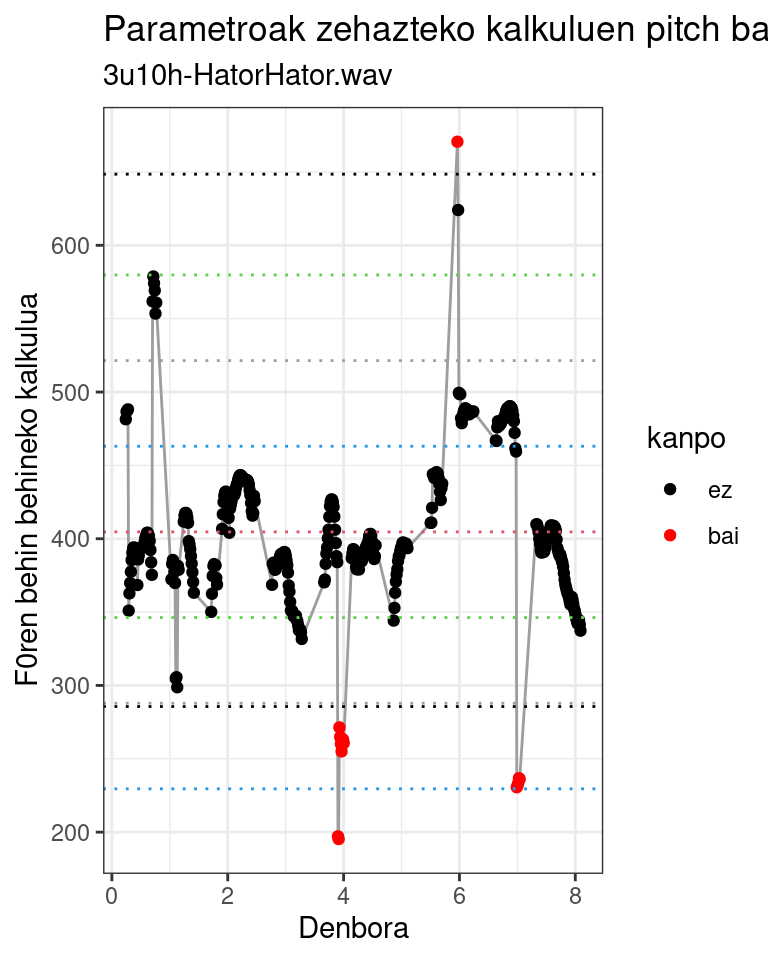 Parametroak zehazteko kalkuluen pitch ba
3u10h-HatorHator.wav
F0ren behin behineko kalkulua
600
500
400
300
200
0 2 4 6 8
Denbora
kanpo
ez
bai